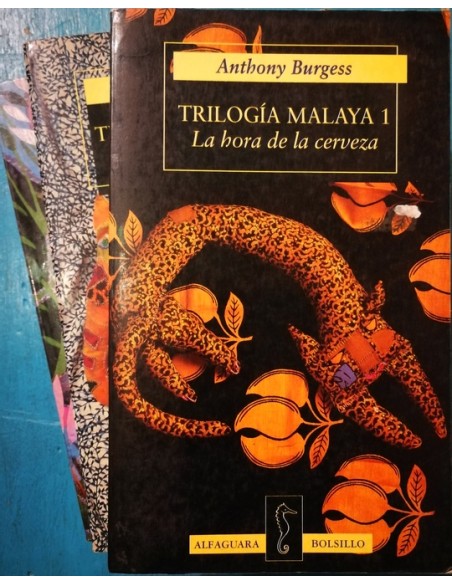 Anthony Burgess
TRILOGÍA MALAYA 1
La hora de la cerveza
ALFAGUARA BOLSILLO
T